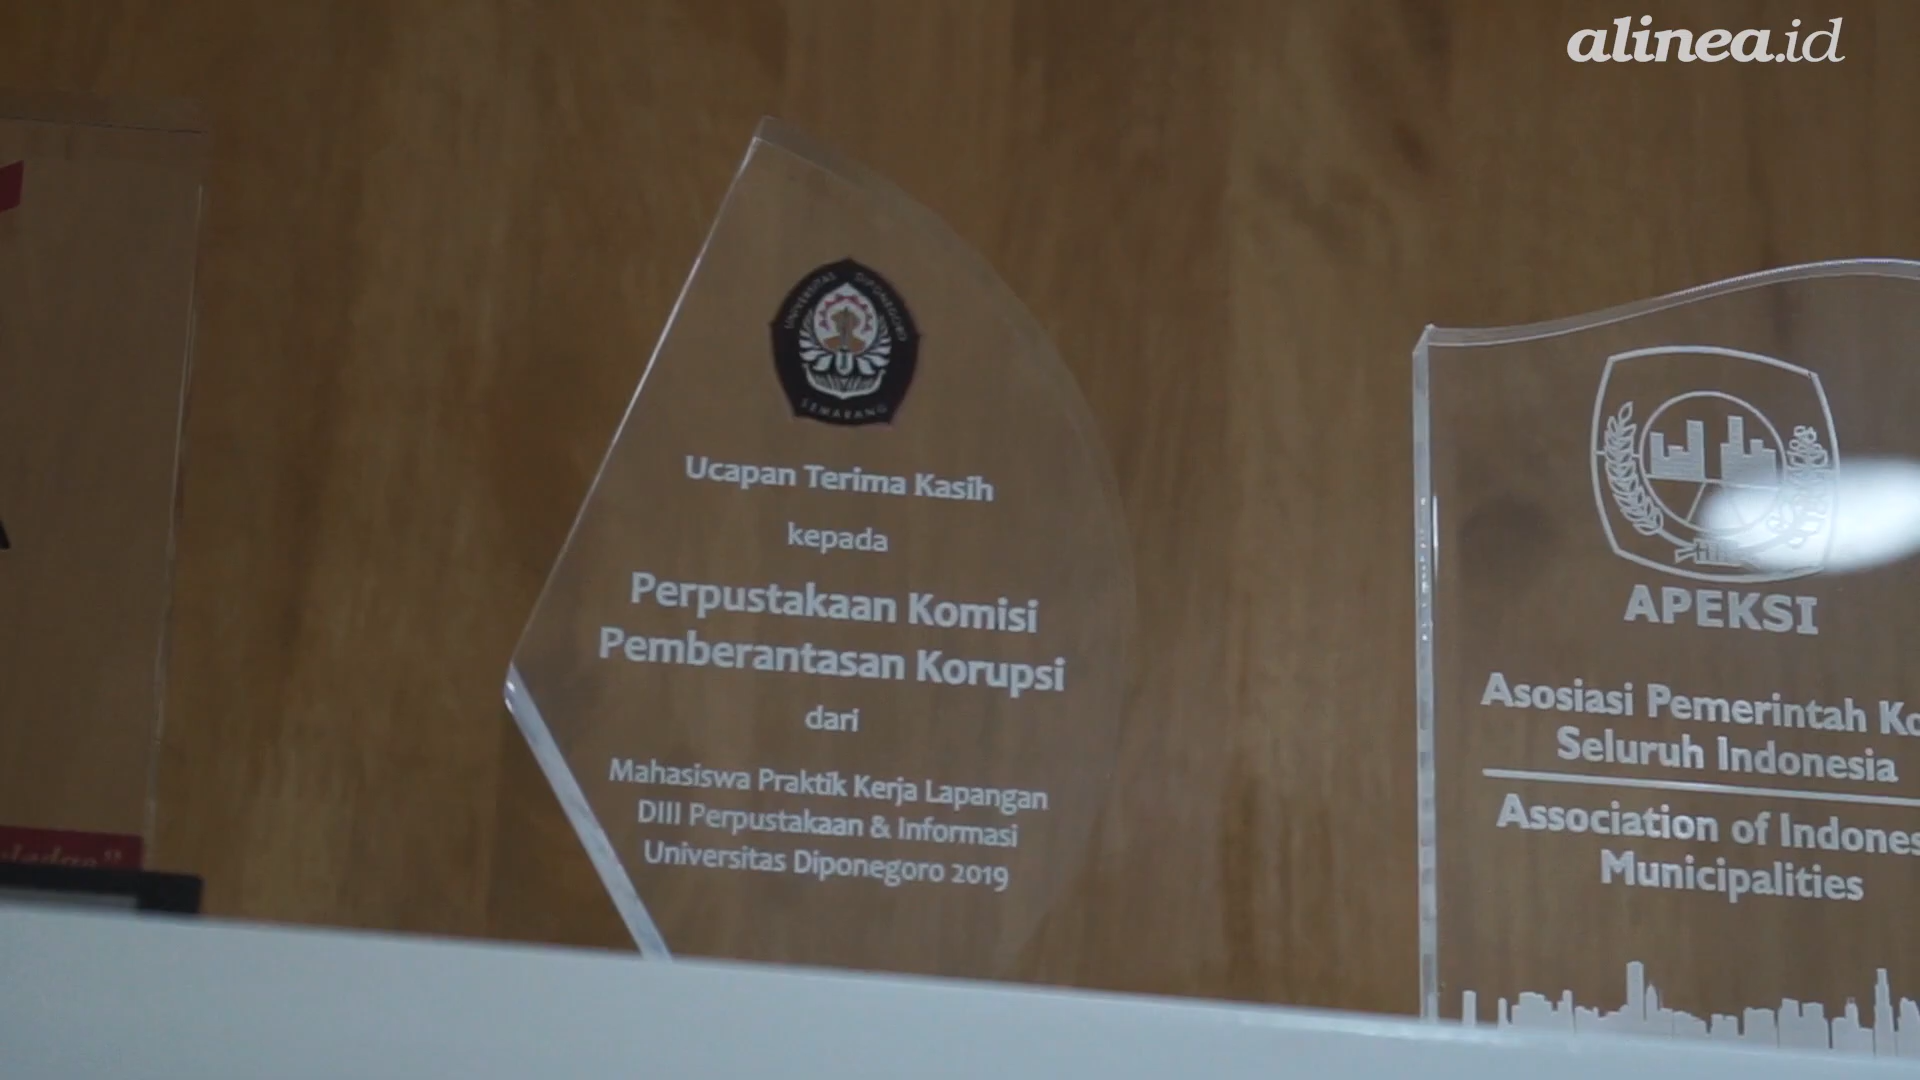 alinea.id
UNIVERSITAS DIPONEGORO
SEMARANG
Ucapan Terima Kasih
kepada
Perpustakaan Komisi
Pemberantasan Korupsi
dari
Mahasiswa Praktik Kerja Lapangan
DIII Perpustakaan & Informasi
Universitas Diponegoro 2019
APEKSI
Asosiasi Pemerintah Ko
Seluruh Indonesia
Association of Indones
Municipalities